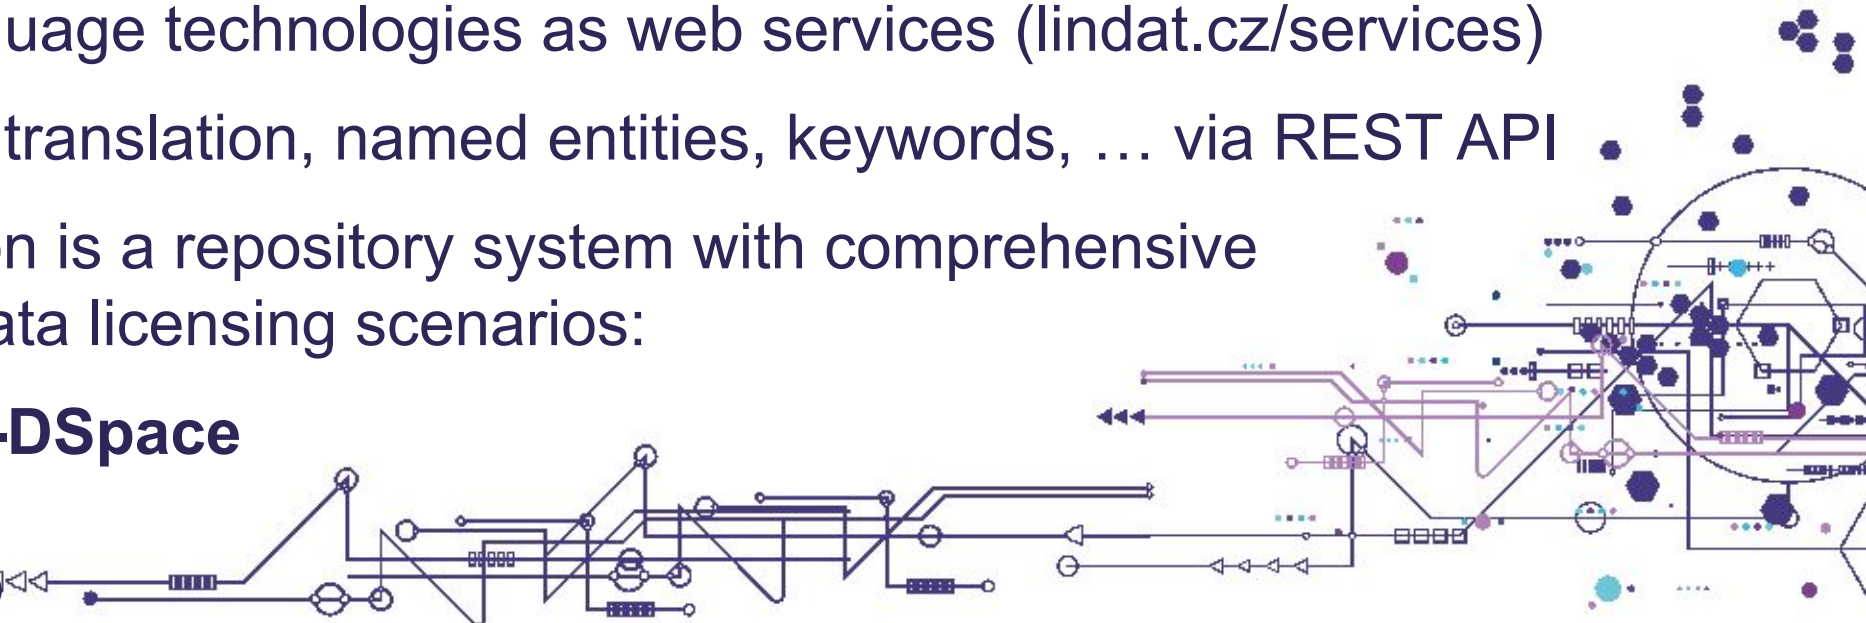 uage technologies as web services (lindat.cz/services)
translation, named entities, keywords, … via REST API
on is a repository system with comprehensive
ata licensing scenarios:
-DSpace